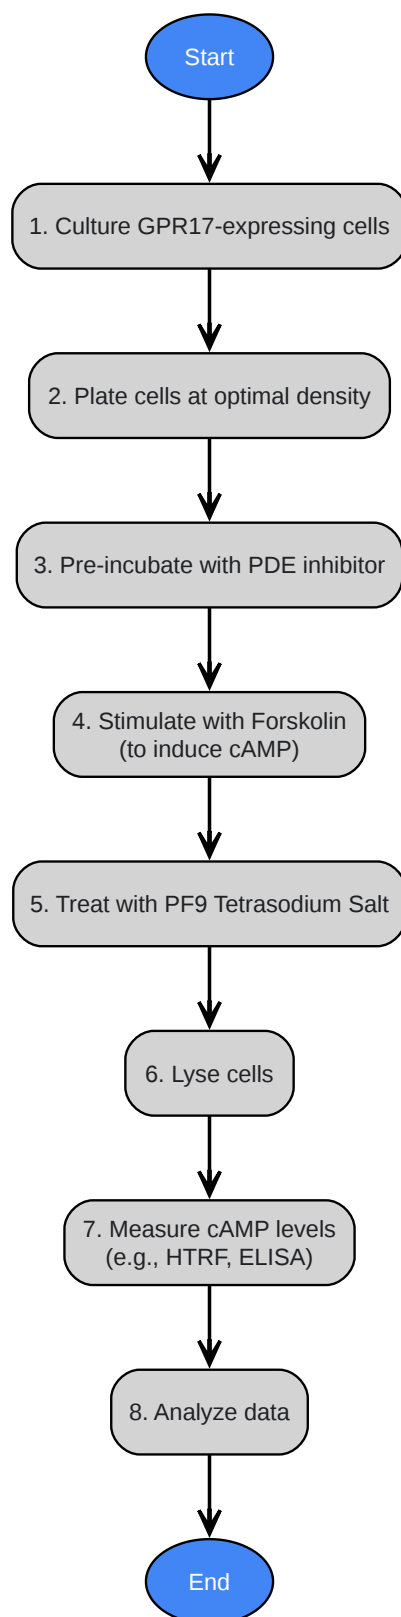 Start
1. Culture GPR17-expressing cells
2. Plate cells at optimal density
3. Pre-incubate with PDE inhibitor
4. Stimulate with Forskolin
(to induce cAMP)
5. Treat with PF9 Tetrasodium Salt
6. Lyse cells
7. Measure cAMP levels
(e.g., HTRF, ELISA)
8. Analyze data
End